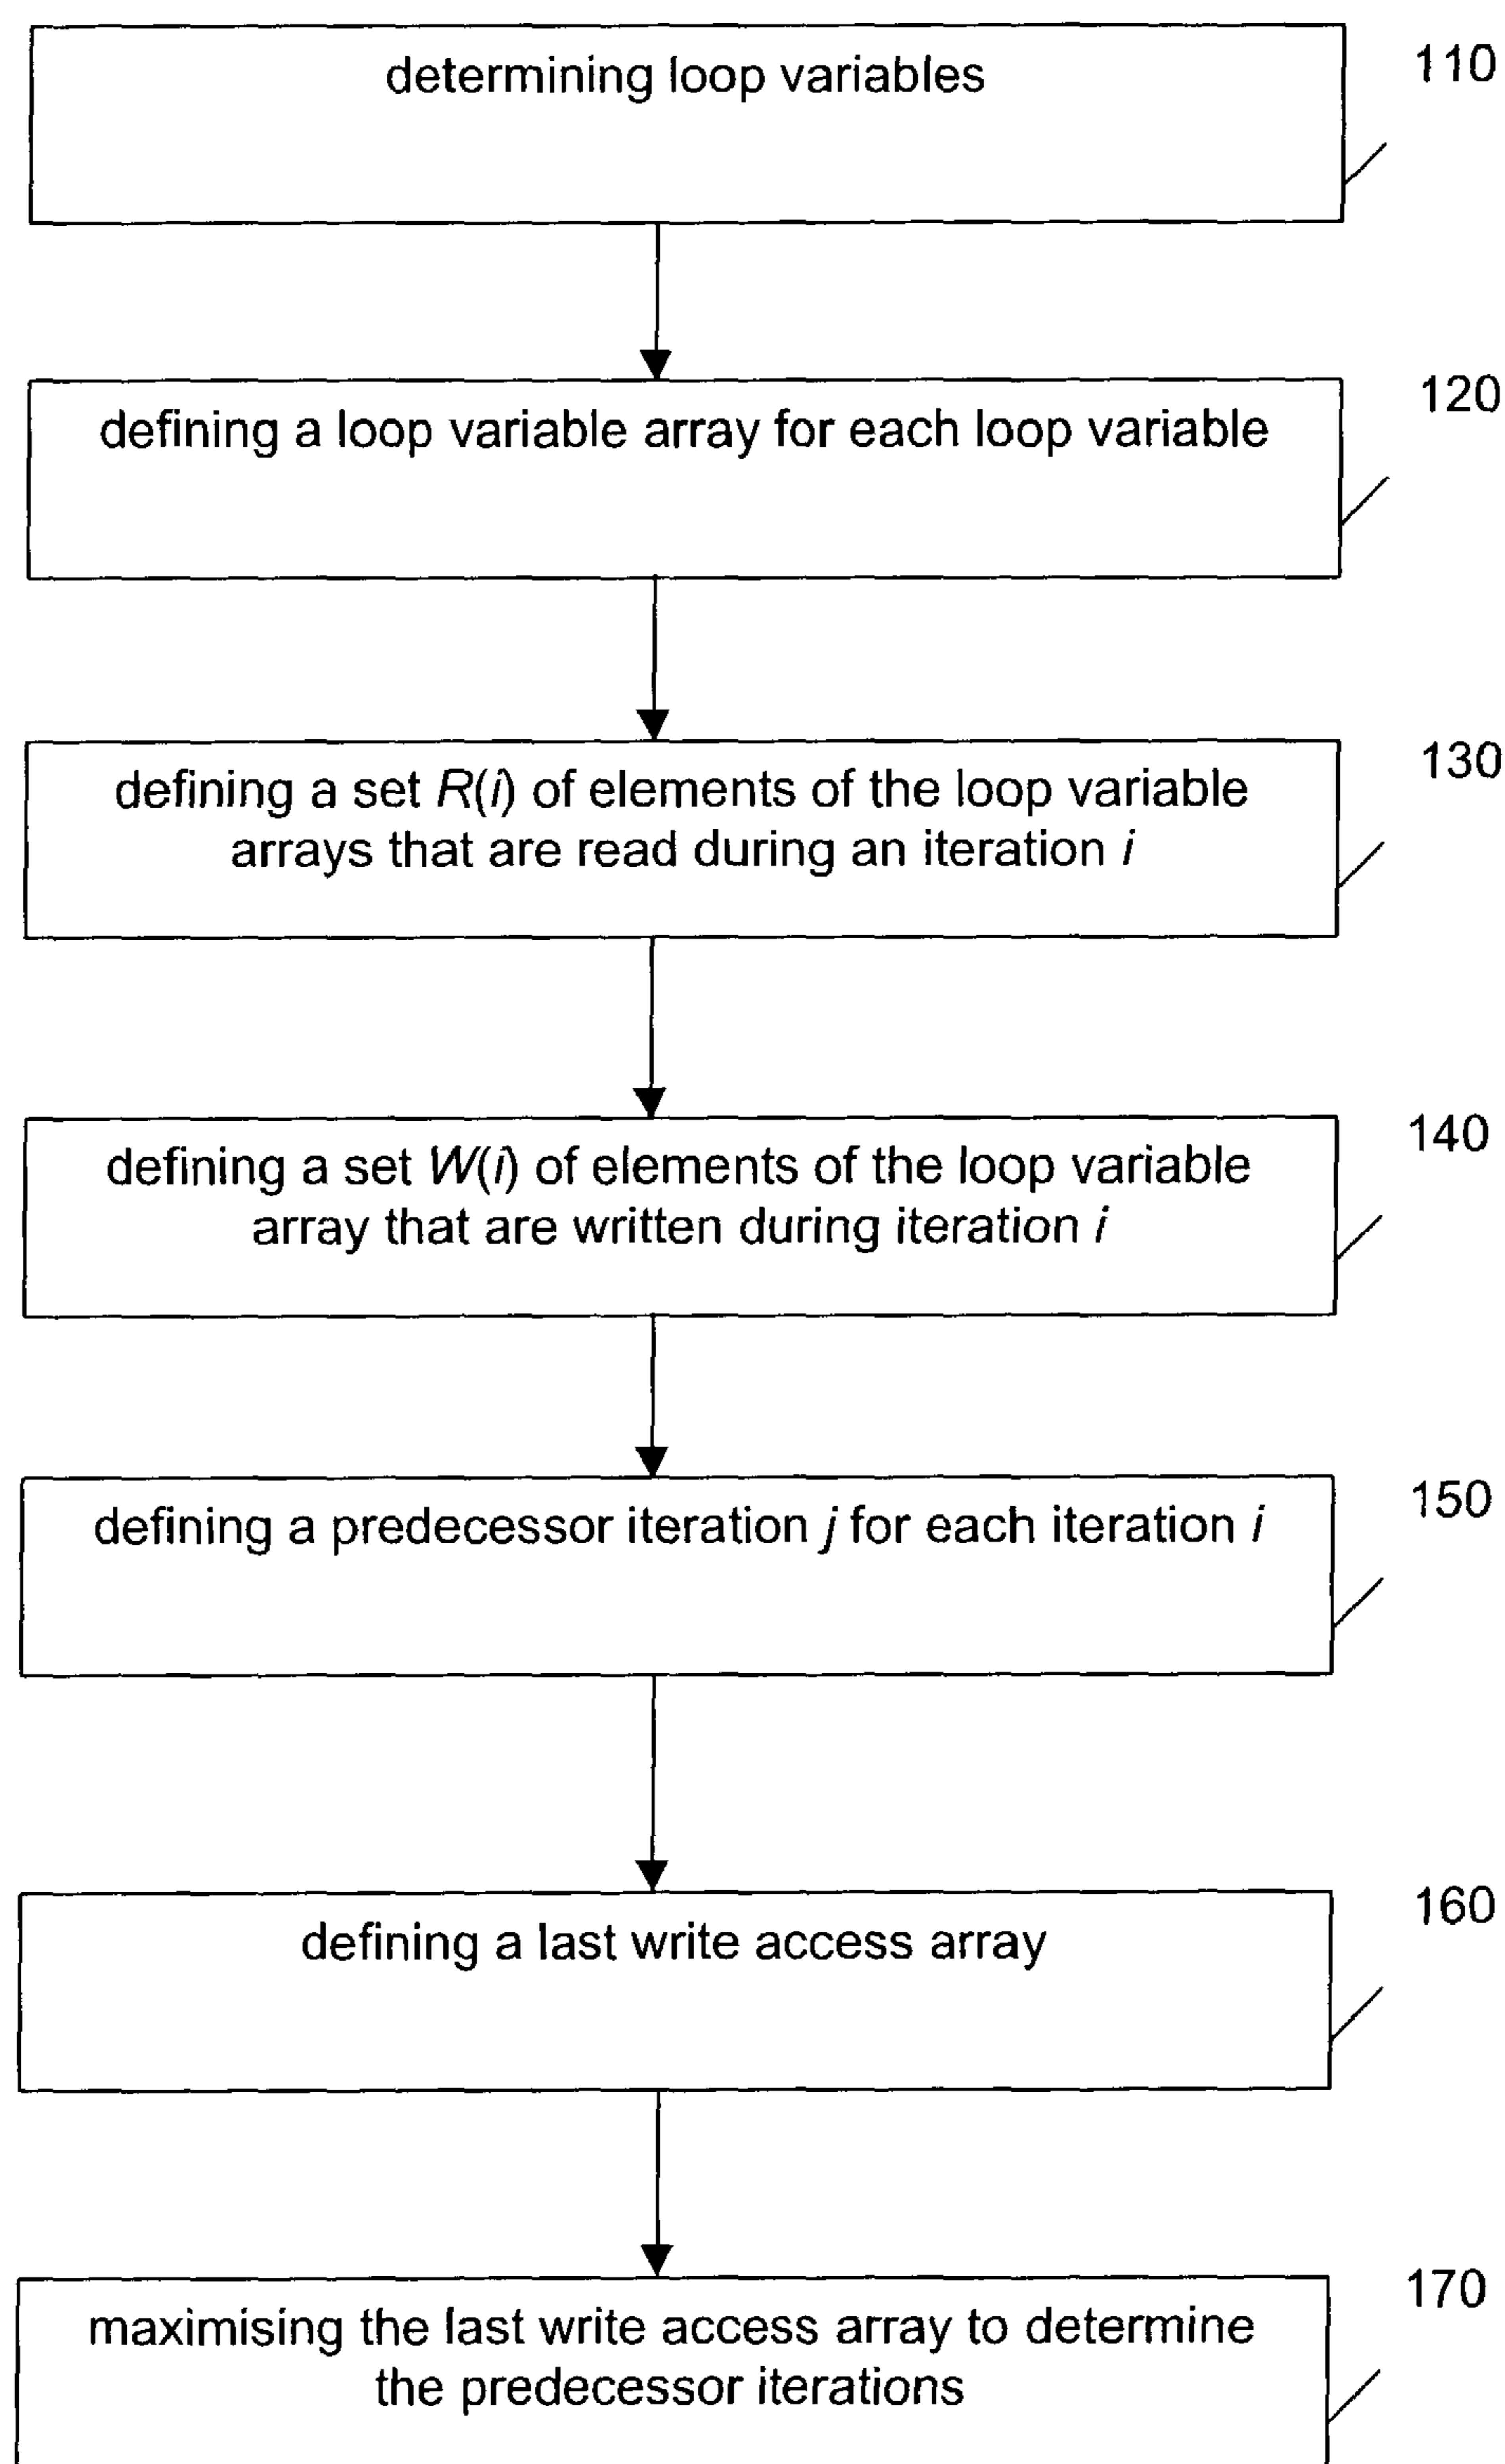 determining loop variables
110
defining a loop variable array for each loop variable
120
defining a set R(i) of elements of the loop variable
arrays that are read during an iteration i
130
defining a set W(i) of elements of the loop variable
array that are written during iteration i
140
defining a predecessor iteration j for each iteration i
150
defining a last write access array
160
maximising the last write access array to determine
the predecessor iterations
170